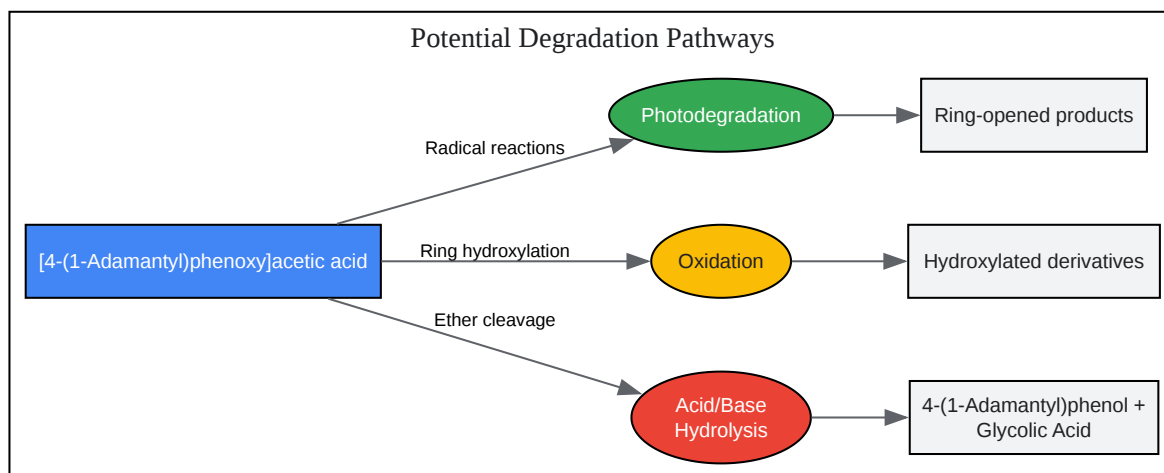 Potential Degradation Pathways
Photodegradation
Ring-opened products
Radical reactions
[4-(1-Adamantyl)phenoxy]acetic acid
Ring hydroxylation
Oxidation
Hydroxylated derivatives
Ether cleavage
Acid/Base
Hydrolysis
4-(1-Adamantyl)phenol +
Glycolic Acid